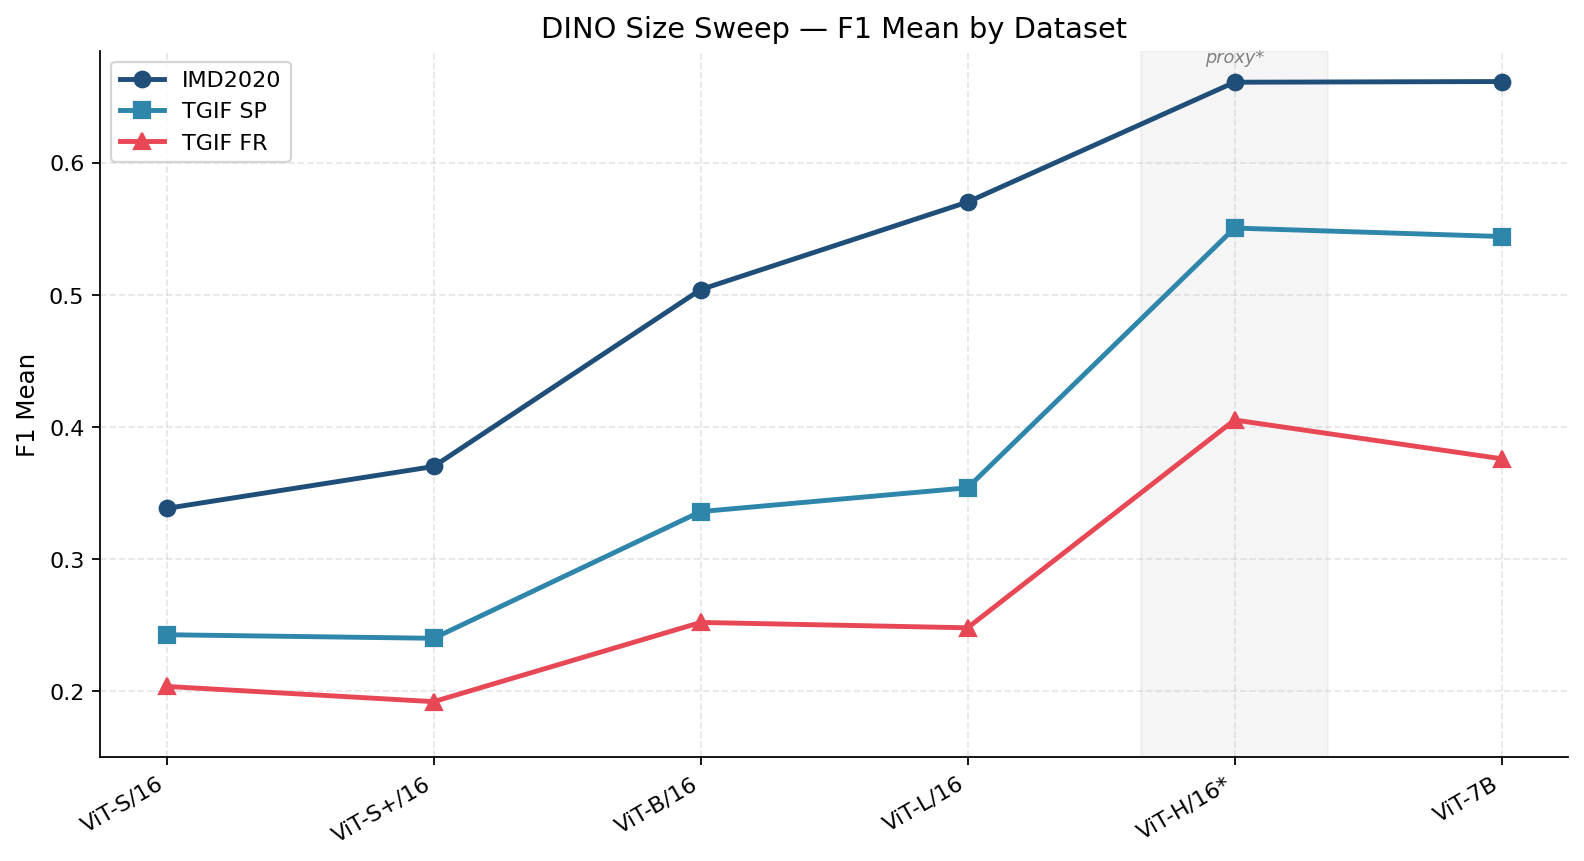 DINO Size Sweep — F1 Mean by Dataset
proxy*
IMD2020
TGIF SP
TGIF FR
F1 Mean
0.6
0.5
0.4
0.3
0.2
ViT-S/16
ViT-S+/16
ViT-B/16
ViT-L/16
ViT-H/16*
ViT-7B